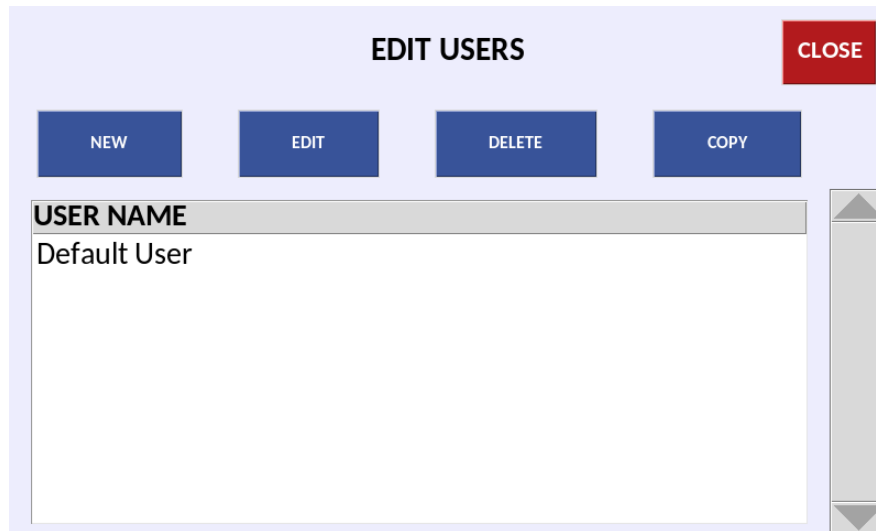 EDIT USERS
CLOSE
NEW
EDIT
DELETE
COPY
USER NAME
Default User